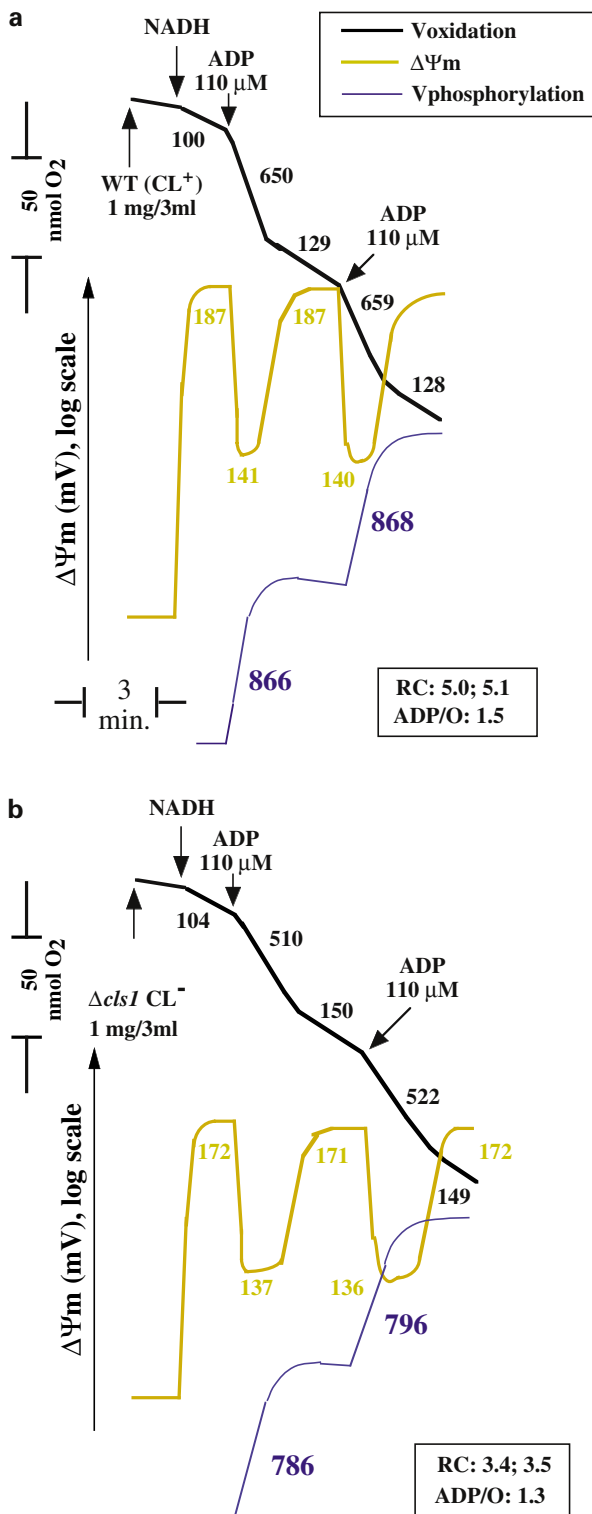 a
NADH
ADP
110 µM
Voxidation
ΔΨm
Vphosphorylation
100
50
nmol O2
WT (CL+)
1 mg/3ml
650
129
ADP
110 µM
659
128
187
187
141
140
ΔΨm (mV), log scale
868
866
3
min.
RC: 5.0; 5.1
ADP/O: 1.5
b
NADH
ADP
110 µM
104
510
50
nmol O2
Δcls1 CL-
1 mg/3ml
150
ADP
110 µM
522
149
172
171
172
137
136
ΔΨm (mV), log scale
796
786
RC: 3.4; 3.5
ADP/O: 1.3